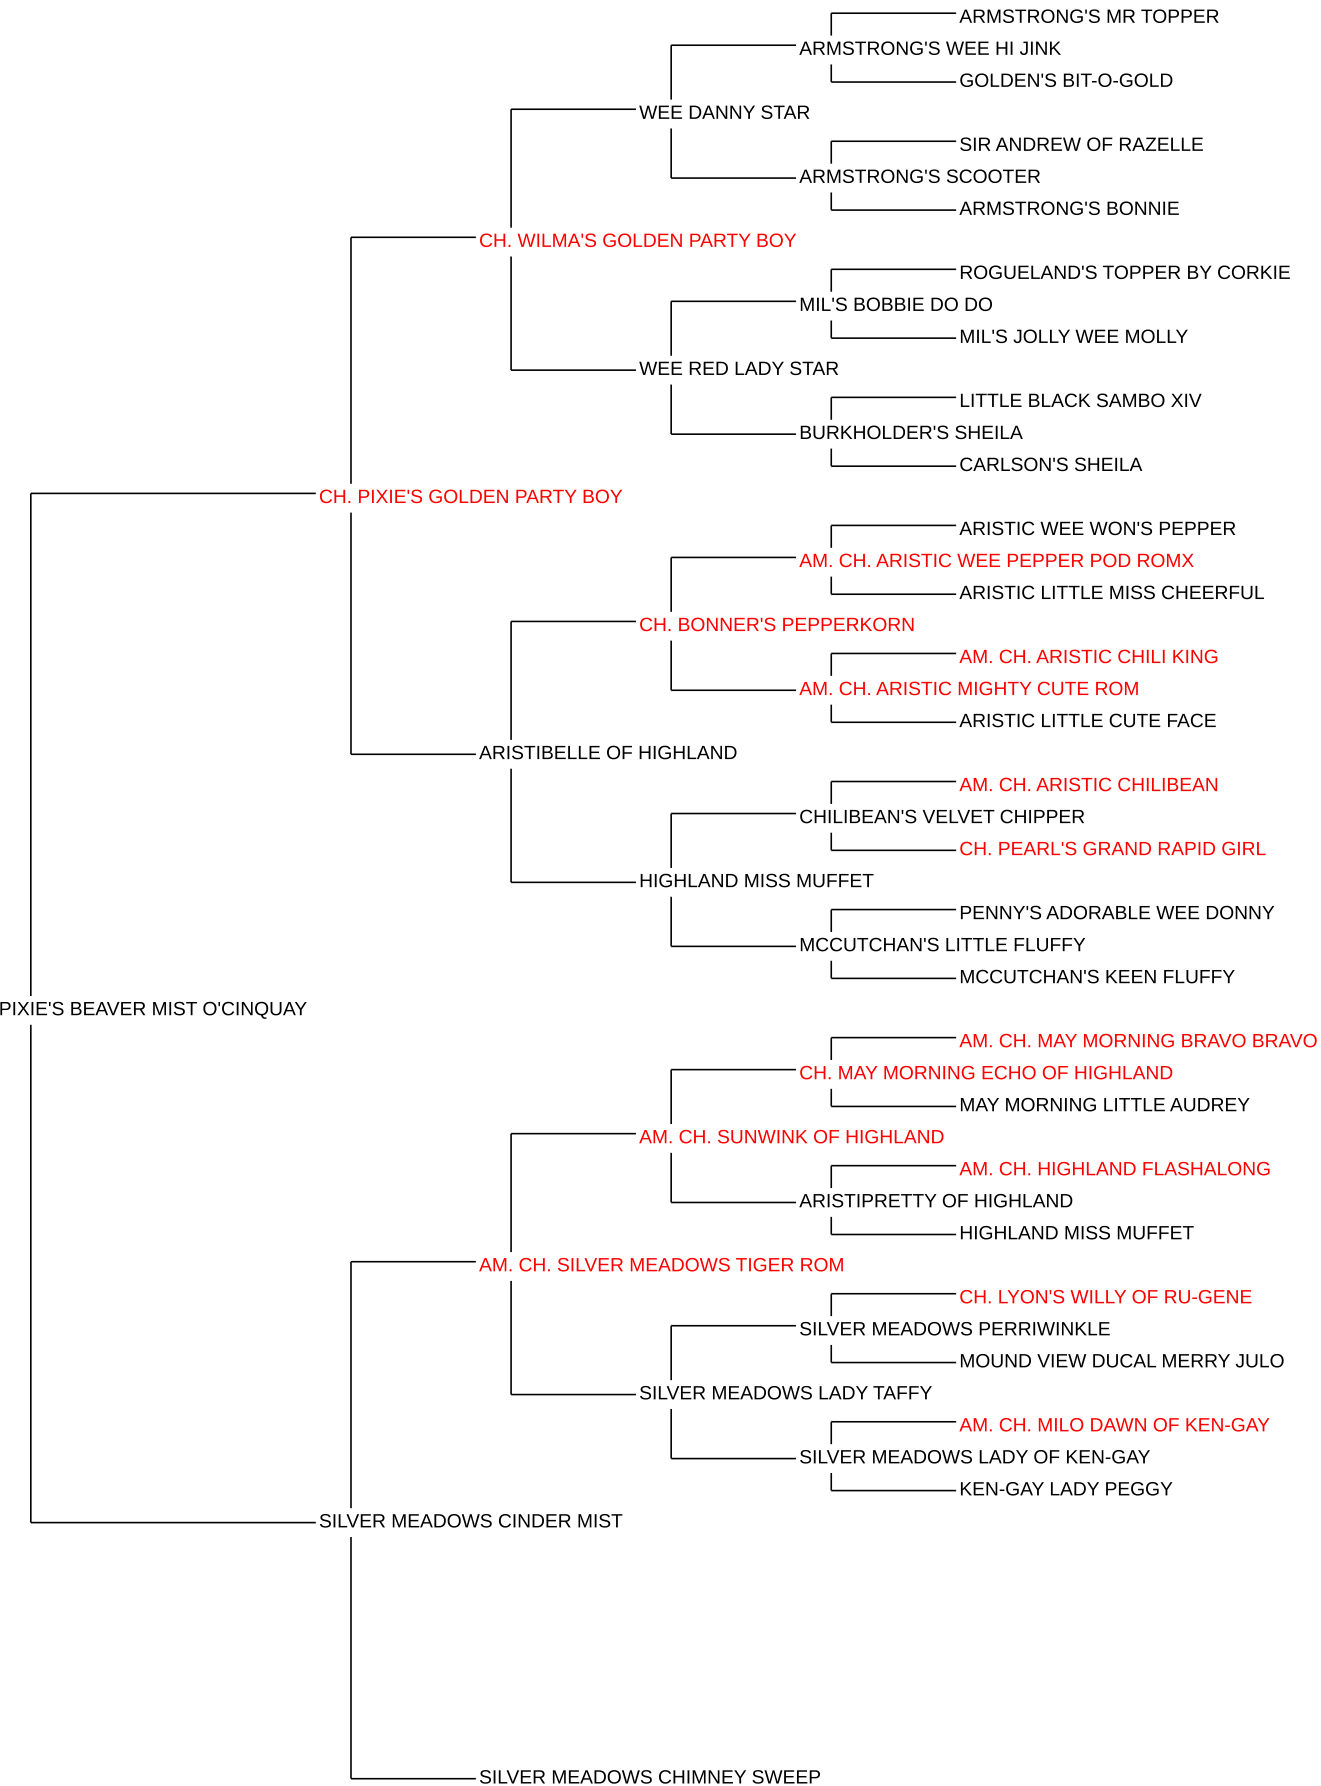 ARMSTRONG'S MR TOPPER
ARMSTRONG'S WEE HI JINK
GOLDEN'S BIT-O-GOLD
WEE DANNY STAR
SIR ANDREW OF RAZELLE
ARMSTRONG'S SCOOTER
ARMSTRONG'S BONNIE
CH. WILMA'S GOLDEN PARTY BOY
ROGUELAND'S TOPPER BY CORKIE
MIL'S BOBBIE DO DO
MIL'S JOLLY WEE MOLLY
WEE RED LADY STAR
LITTLE BLACK SAMBO XIV
BURKHOLDER'S SHEILA
CARLSON'S SHEILA
CH. PIXIE'S GOLDEN PARTY BOY
ARISTIC WEE WON'S PEPPER
AM. CH. ARISTIC WEE PEPPER POD ROMX
ARISTIC LITTLE MISS CHEERFUL
CH. BONNER'S PEPPERKORN
AM. CH. ARISTIC CHILI KING
AM. CH. ARISTIC MIGHTY CUTE ROM
ARISTIC LITTLE CUTE FACE
ARISTIBELLE OF HIGHLAND
AM. CH. ARISTIC CHILIBEAN
CHILIBEAN'S VELVET CHIPPER
CH. PEARL'S GRAND RAPID GIRL
HIGHLAND MISS MUFFET
PENNY'S ADORABLE WEE DONNY
MCCUTCHAN'S LITTLE FLUFFY
MCCUTCHAN'S KEEN FLUFFY
PIXIE'S BEAVER MIST O'CINQUAY
AM. CH. MAY MORNING BRAVO BRAVO
CH. MAY MORNING ECHO OF HIGHLAND
MAY MORNING LITTLE AUDREY
AM. CH. SUNWINK OF HIGHLAND
AM. CH. HIGHLAND FLASHALONG
ARISTIPRETTY OF HIGHLAND
HIGHLAND MISS MUFFET
AM. CH. SILVER MEADOWS TIGER ROM
CH. LYON'S WILLY OF RU-GENE
SILVER MEADOWS PERRIWINKLE
MOUND VIEW DUCAL MERRY JULO
SILVER MEADOWS LADY TAFFY
AM. CH. MILO DAWN OF KEN-GAY
SILVER MEADOWS LADY OF KEN-GAY
KEN-GAY LADY PEGGY
SILVER MEADOWS CINDER MIST
SILVER MEADOWS CHIMNEY SWEEP